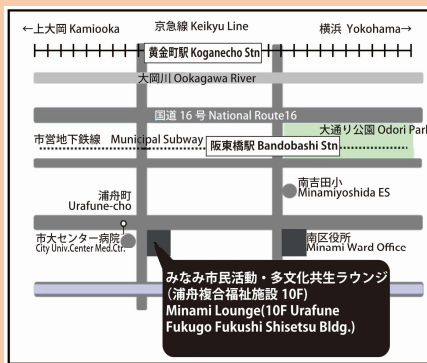 ←上大岡 Kamiooka
京急線 Keikyu Line
横浜 Yokohama→
黄金町駅 Koganecho Stn
大岡川 Ookagawa River
国道 16 号 National Route16
大通り公園 Odori Park
市営地下鉄線 Municipal Subway
阪東橋駅 Bandobashi Stn
南吉田小
Minamiyoshida ES
浦舟町
Urafune-cho
市大センター病院
City Univ.Center Med.Ctr.
南区役所
Minami Ward Office
みなみ市民活動・多文化共生ラウンジ
(浦舟複合福祉施設 10F)
Minami Lounge(10F Urafune
Fukugo Fukushi Shisetsu Bldg.)